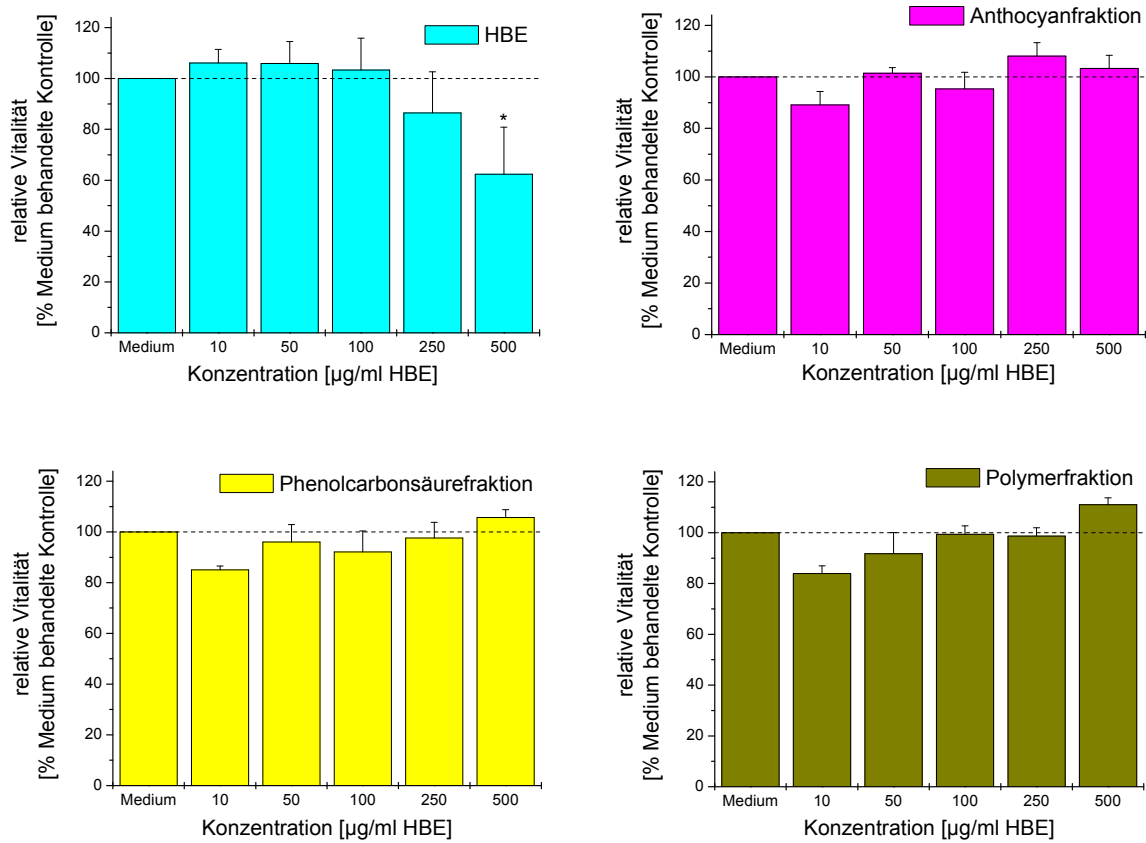 HBE
relative Vitalität
[% Medium behandelte Kontrolle]
120
100
80
60
40
20
0
*
Medium 10 50 100 250 500
Konzentration [µg/ml HBE]
Anthocyanfraktion
relative Vitalität
[% Medium behandelte Kontrolle]
120
100
80
60
40
20
0
Medium 10 50 100 250 500
Konzentration [µg/ml HBE]
Phenolcarbonsäurefraktion
relative Vitalität
[% Medium behandelte Kontrolle]
120
100
80
60
40
20
0
Medium 10 50 100 250 500
Konzentration [µg/ml HBE]
Polymerfraktion
relative Vitalität
[% Medium behandelte Kontrolle]
120
100
80
60
40
20
0
Medium 10 50 100 250 500
Konzentration [µg/ml HBE]